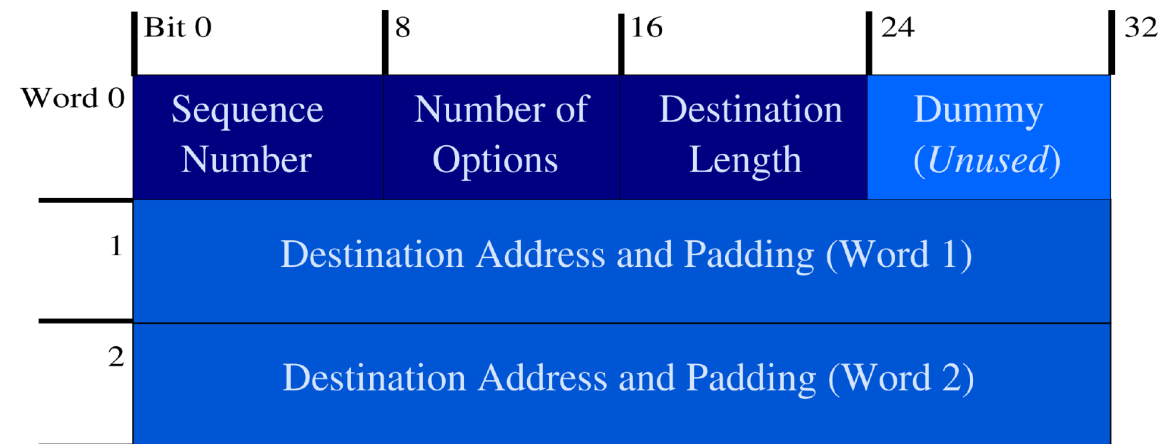 Bit 0 8 16 24 32
Word 0
Sequence Number of Destination Dummy
Number Options Length (Unused)
1
Destination Address and Padding (Word 1)
2
Destination Address and Padding (Word 2)